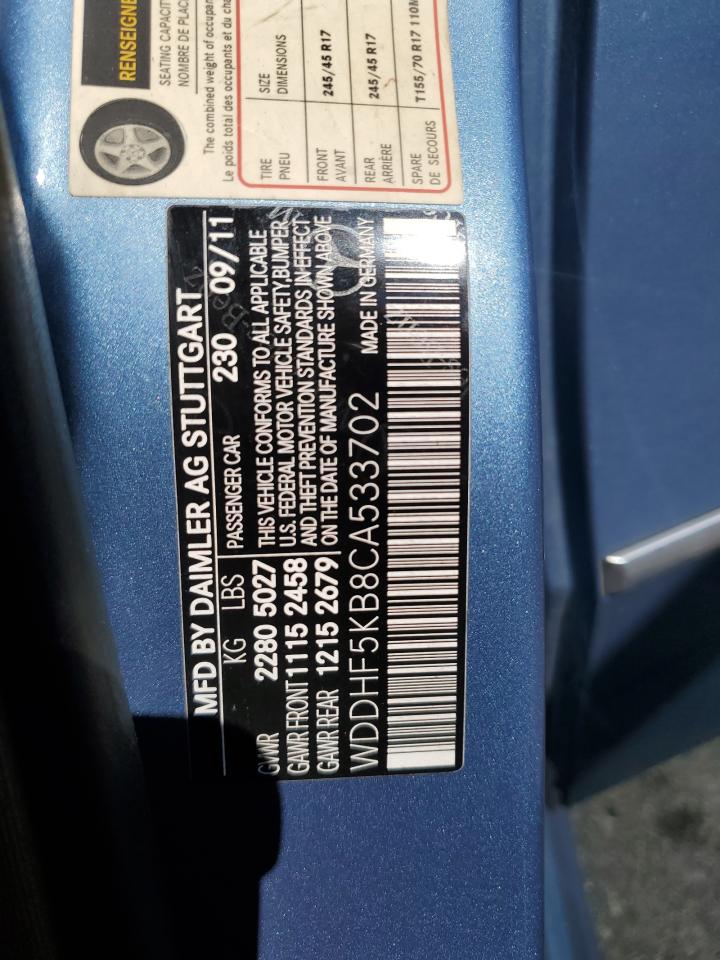 RENSEIGNE
SEATING CAPACITY
NOMBRE DE PLAC
The combined weight of occupan
Le poids total des occupants et du cha
TIRE SIZE
PNEU DIMENSIONS
FRONT 245/45 R17
AVANT
REAR 245/45 R17
ARRIÈRE
SPARE T155/70 R17 110M
DE SECOURS
MFD BY DAIMLER AG STUTTGART
KG LBS PASSENGER CAR 230 09/11
GVWR 2280 5027 THIS VEHICLE CONFORMS TO ALL APPLICABLE
U.S. FEDERAL MOTOR VEHICLE SAFETY, BUMPER,
GAWR FRONT 1115 2458 AND THEFT PREVENTION STANDARDS IN EFFECT
GAWR REAR 1215 2679 ON THE DATE OF MANUFACTURE SHOWN ABOVE
WDDHF5KB8CA533702 MADE IN GERMANY